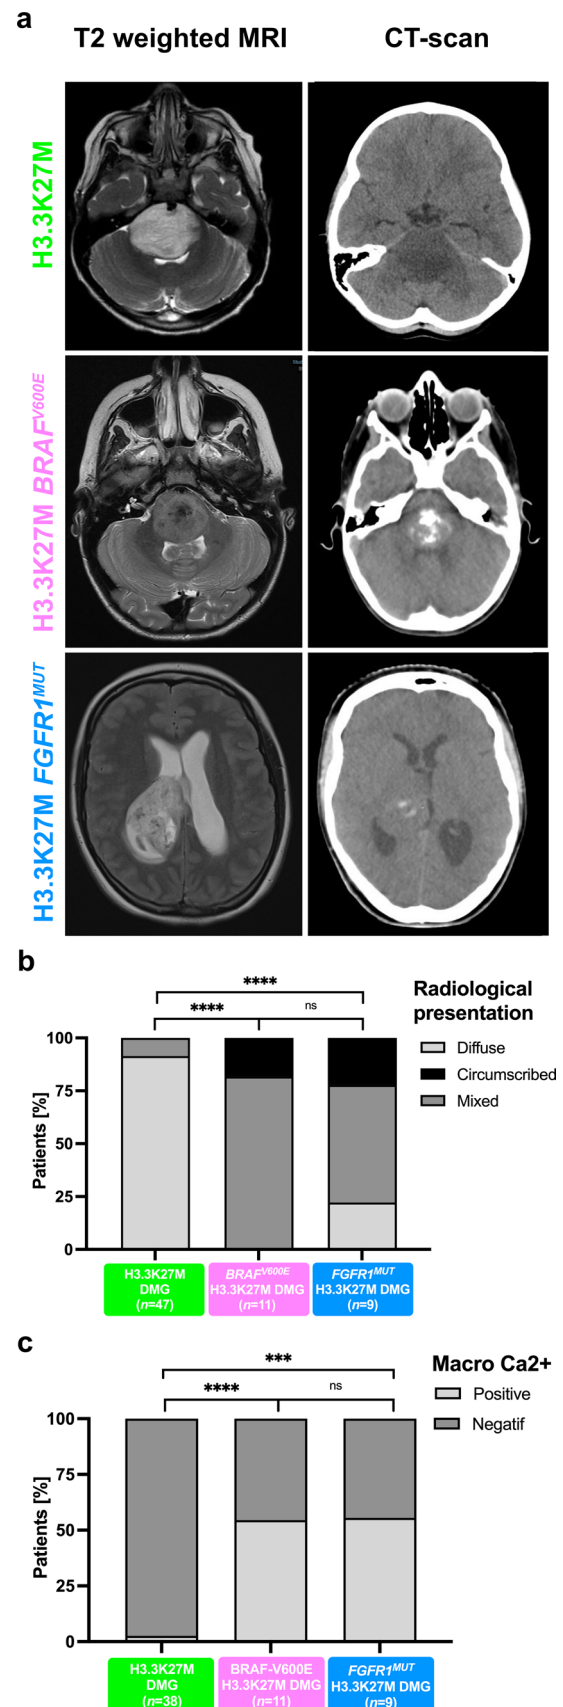 a
T2 weighted MRI
CT-scan
H3.3K27M
H3.3K27M BRAFV600E
H3.3K27M FGFR1MUT
b
****
****
ns
Radiological
presentation
Diffuse
Circumscribed
Mixed
Patients [%]
100
75
50
25
0
H3.3K27M
DMG
(n=47)
BRAFV600E
H3.3K27M DMG
(n=11)
FGFR1MUT
H3.3K27M DMG
(n=9)
c
***
****
ns
Macro Ca2+
Positive
Negatif
Patients [%]
100
75
50
25
0
H3.3K27M
DMG
(n=38)
BRAF-V600E
H3.3K27M DMG
(n=11)
FGFR1MUT
H3.3K27M DMG
(n=9)